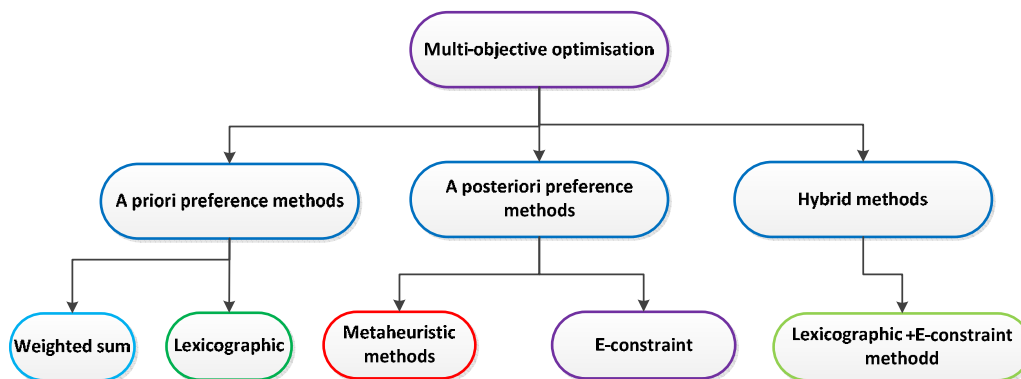 Multi-objective optimisation
A priori preference methods
A posteriori preference
methods
Hybrid methods
Weighted sum
Lexicographic
Metaheuristic
methods
E-constraint
Lexicographic +E-constraint
methodd